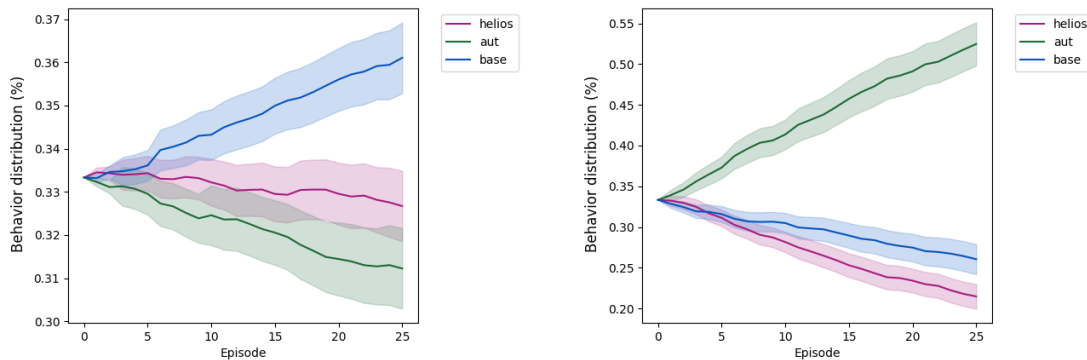 Behavior distribution (%)
0.37
0.36
0.35
0.34
0.33
0.32
0.31
0.30
0 5 10 15 20 25
Episode
helios
aut
base
Behavior distribution (%)
0.55
0.50
0.45
0.40
0.35
0.30
0.25
0.20
0 5 10 15 20 25
Episode
helios
aut
base